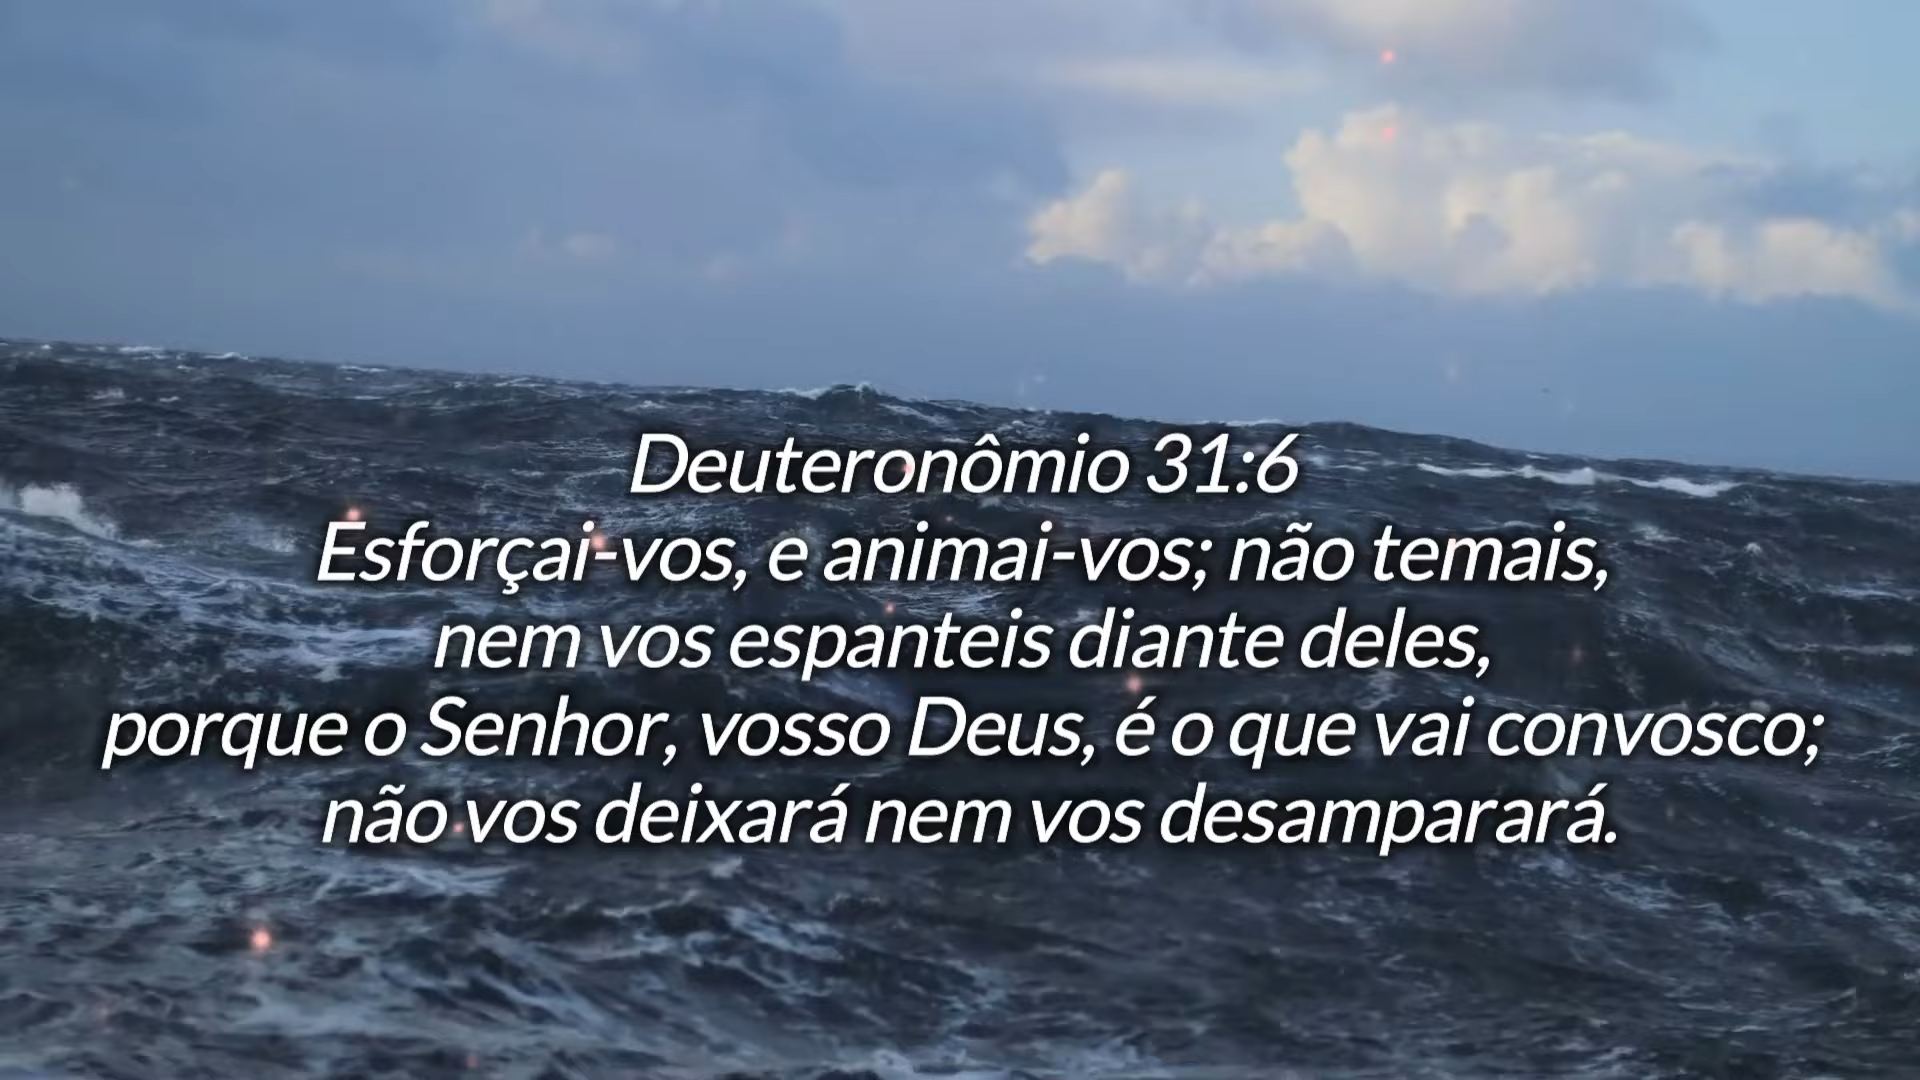 Deuteronômio 31:6
Esforçai-vos, e animai-vos; não temais,
nem vos espanteis diante deles,
porque o Senhor, vosso Deus, é o que vai convosco;
não vos deixará nem vos desamparará.